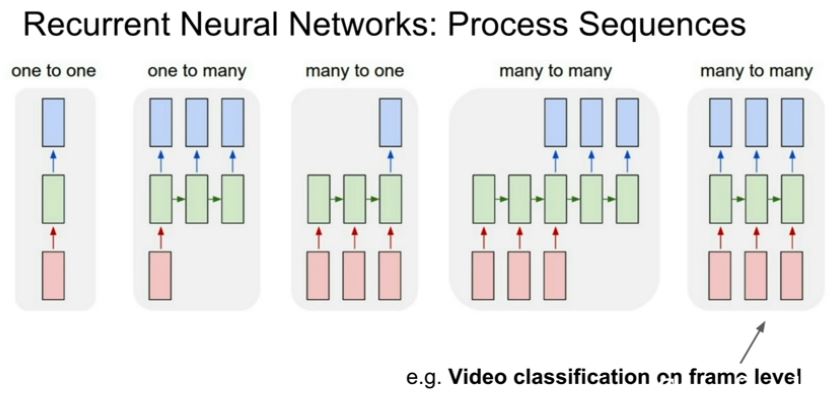 Recurrent Neural Networks: Process Sequences
one to one
one to many
many to one
many to many
many to many
e.g. Video classification on frame level